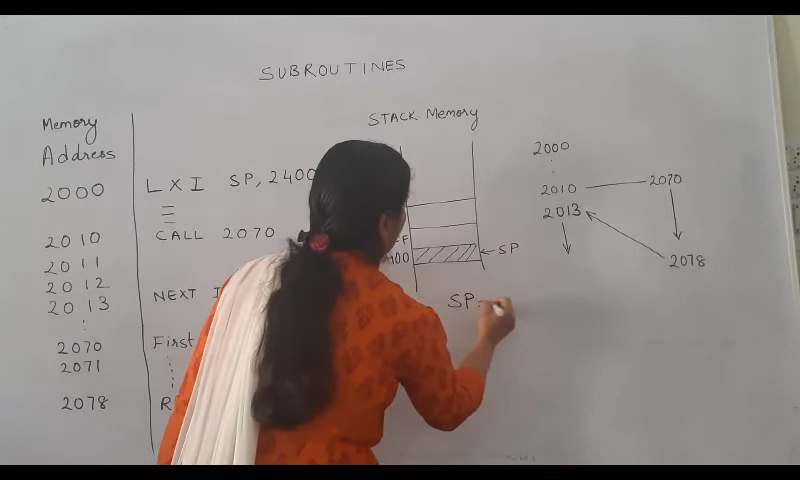 SUBROUTINES
Memory
Address
2000
2010
2011
2012
2013
2070
2071
2078
LXI SP, 2400
CALL 2070
NEXT
First
R
STACK Memory
SP
SP=
2000
2010
2070
2013
2078